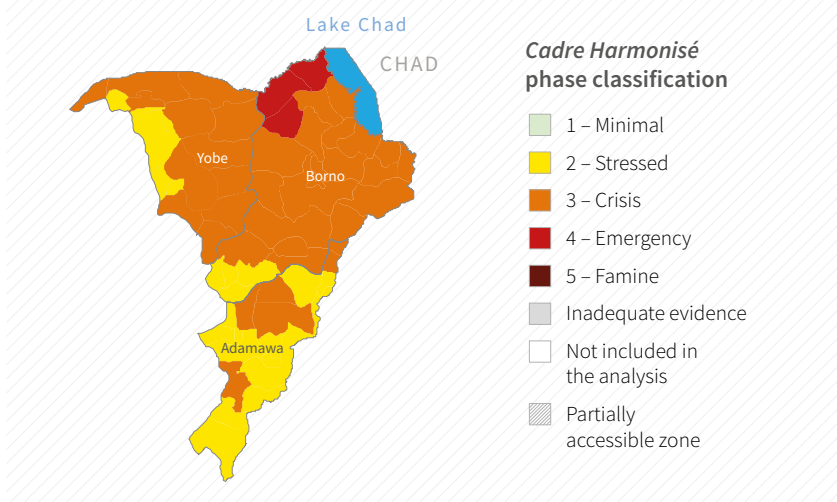 Lake Chad
CHAD
Yobe
Borno
Adamawa
Cadre Harmonisé
phase classification
1 – Minimal
2 – Stressed
3 – Crisis
4 – Emergency
5 – Famine
Inadequate evidence
Not included in
the analysis
Partially
accessible zone